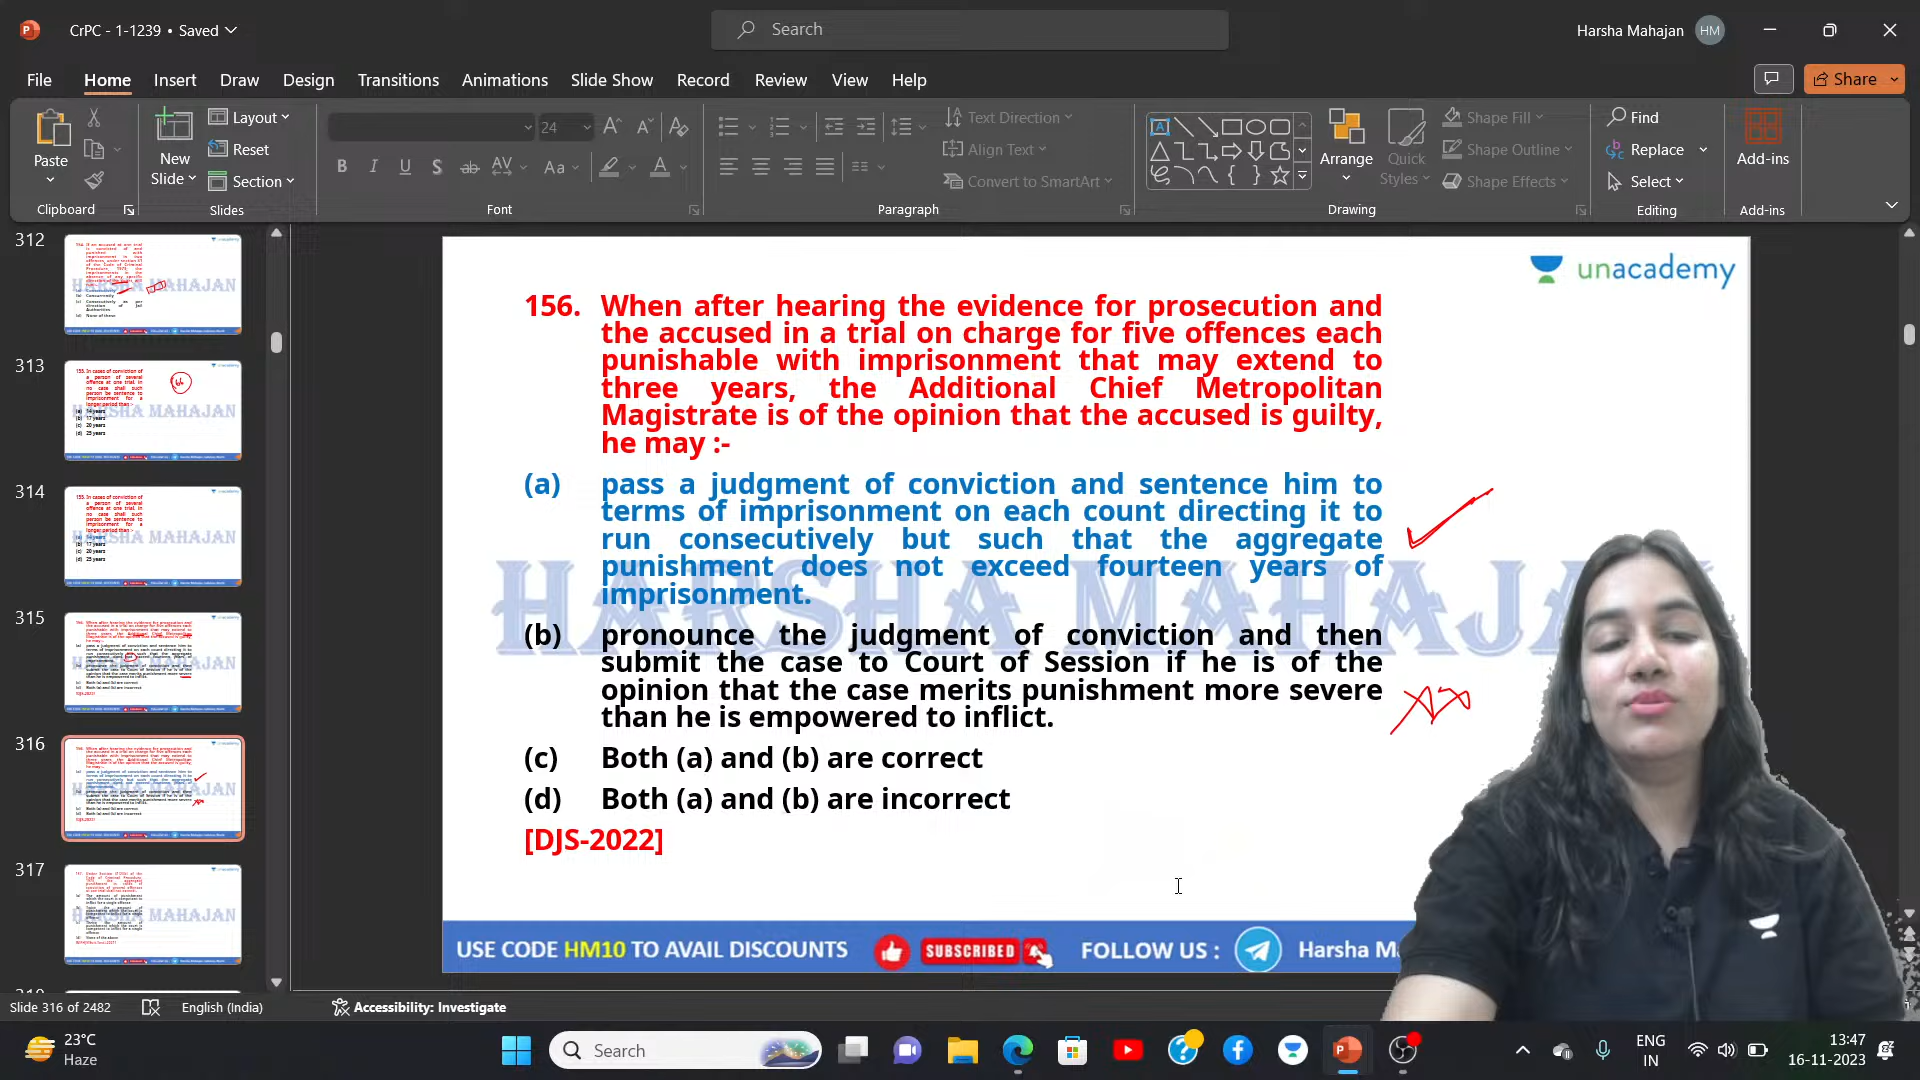 CrPC - 1-1239 • Saved
Search
Harsha Mahajan HM
File Home Insert Draw Design Transitions Animations Slide Show Record Review View Help
Share
Paste
New Slide
Layout
Reset
Section
24
Text Direction
Align Text
Convert to SmartArt
Arrange
Quick Styles
Shape Fill
Shape Outline
Shape Effects
Find
Replace
Select
Add-ins
Clipboard Slides Font Paragraph Drawing Editing Add-ins
312
313
314
315
316
317
unacademy
156. When after hearing the evidence for prosecution and
the accused in a trial on charge for five offences each
punishable with imprisonment that may extend to
three years, the Additional Chief Metropolitan
Magistrate is of the opinion that the accused is guilty,
he may :-
(a) pass a judgment of conviction and sentence him to
terms of imprisonment on each count directing it to
run consecutively but such that the aggregate
punishment does not exceed fourteen years of
imprisonment.
HARSHA MAHAJAN
(b) pronounce the judgment of conviction and then
submit the case to Court of Session if he is of the
opinion that the case merits punishment more severe
than he is empowered to inflict.
(c) Both (a) and (b) are correct
(d) Both (a) and (b) are incorrect
[DJS-2022]
USE CODE HM10 TO AVAIL DISCOUNTS SUBSCRIBED FOLLOW US : Harsha
Slide 316 of 2482 English (India) Accessibility: Investigate
23°C
Haze
Search
ENG
IN
13:47
16-11-2023